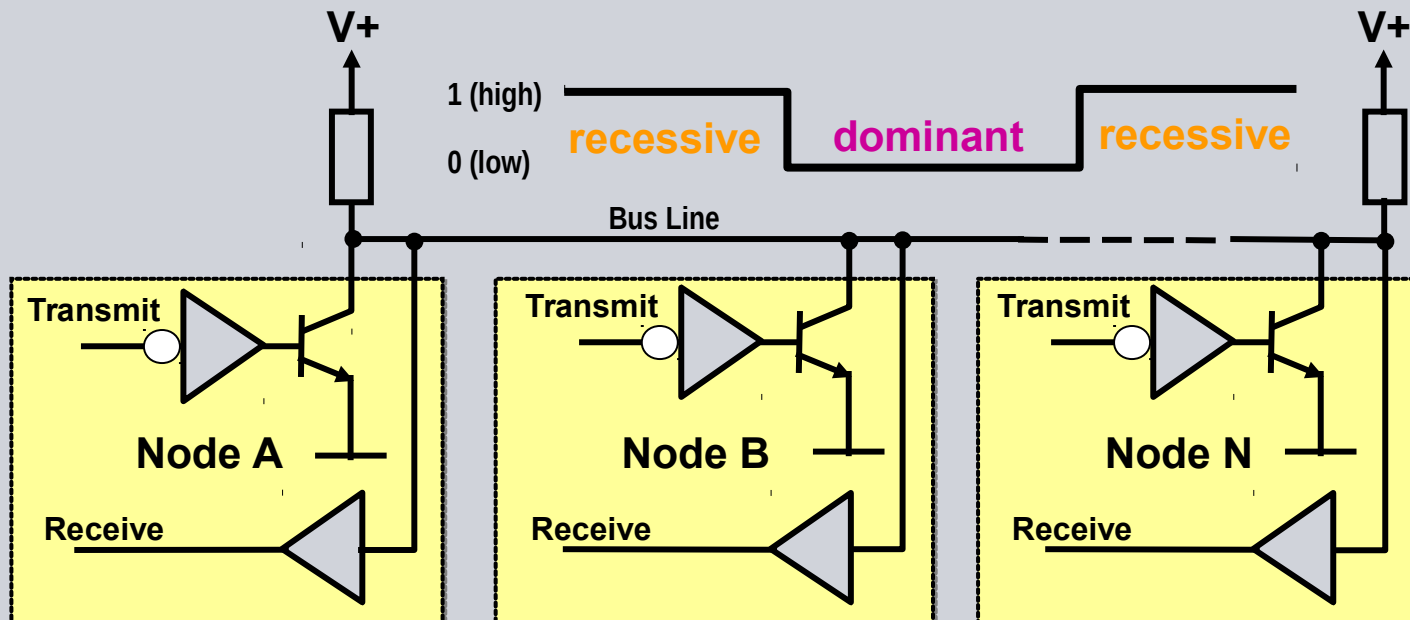 V+
V+
1 (high)
recessive
dominant
recessive
0 (low)
Bus Line
Transmit
Transmit
Transmit
Node A
Node B
Node N
Receive
Receive
Receive